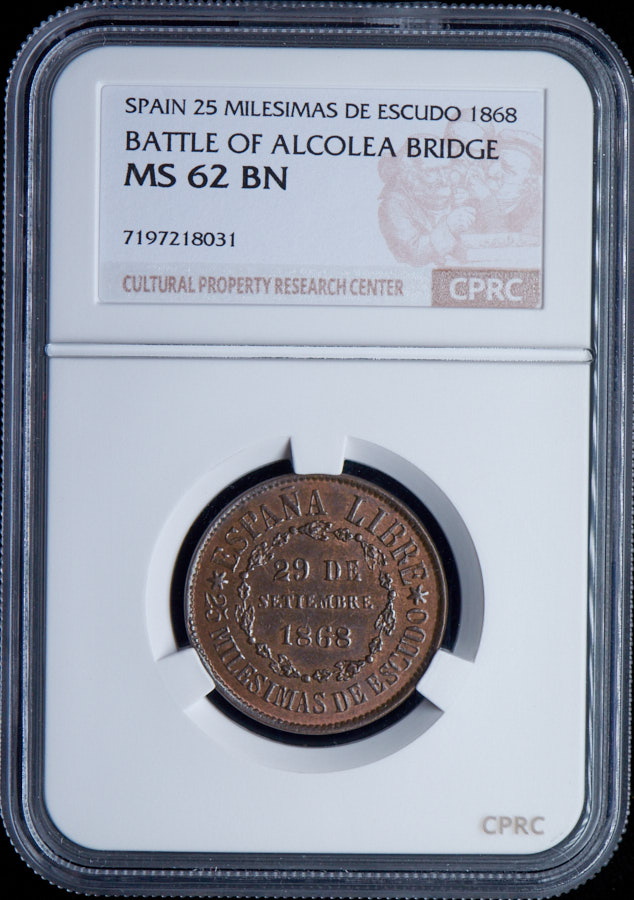 SPAIN 25 MILESIMAS DE ESCUDO 1868
BATTLE OF ALCOLEA BRIDGE
MS 62 BN
7197218031
CULTURAL PROPERTY RESEARCH CENTER
CPRC
ESPAÑA LIBRE
29 DE
SETIEMBRE
1868
25 MILESIMAS DE ESCUDO
CPRC